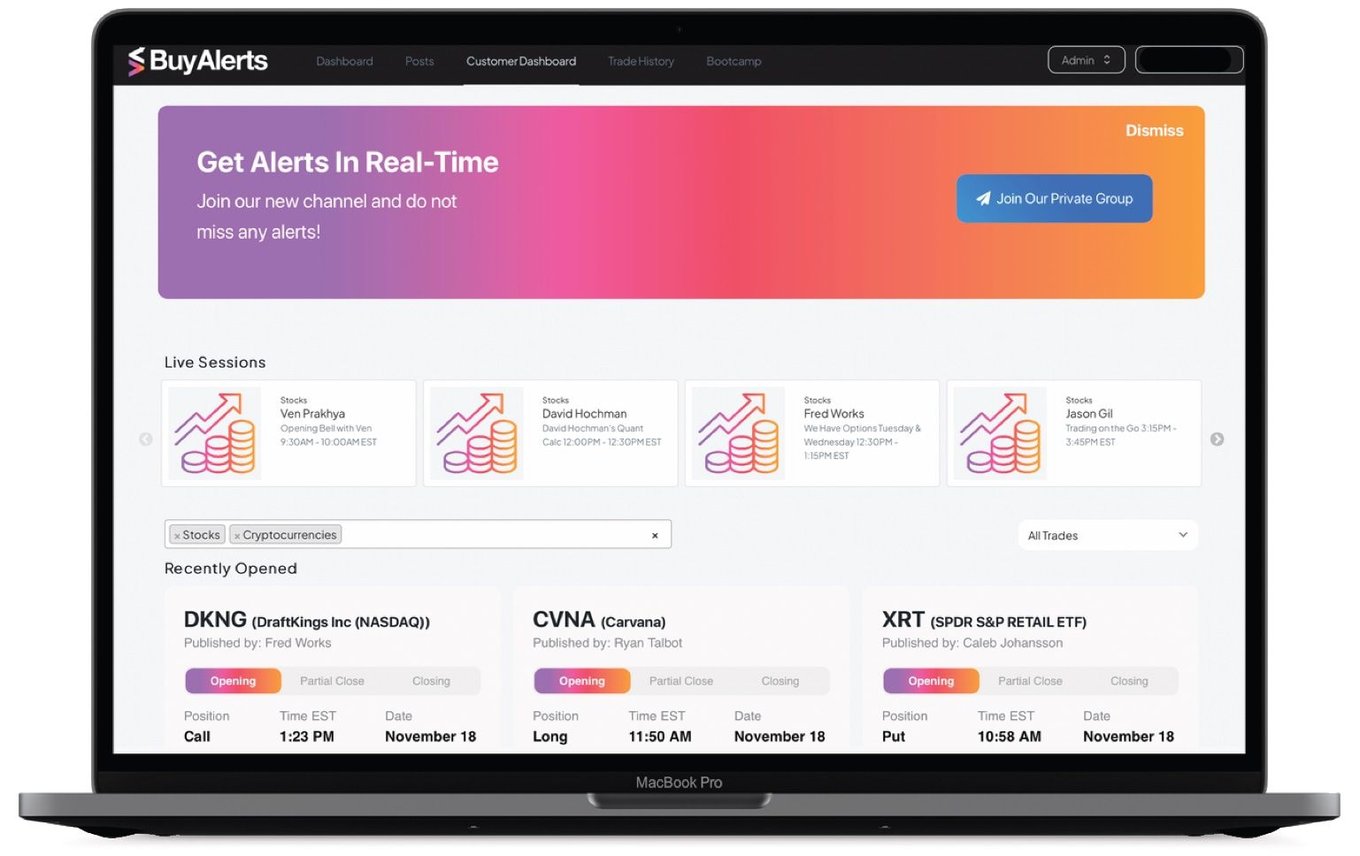 BuyAlerts
Dashboard Posts Customer Dashboard Trade History Bootcamp Admin
Dismiss
Get Alerts In Real-Time
Join our new channel and do not
miss any alerts!
Join Our Private Group
Live Sessions
Stocks
Ven Prakhya
Opening Bell with Ven
9:30AM - 10:00AM EST
Stocks
David Hochman
David Hochman's Quant
Calc 12:00PM - 12:30PM EST
Stocks
Fred Works
We Have Options Tuesday &
Wednesday 12:30PM -
1:15PM EST
Stocks
Jason Gil
Trading on the Go 3:15PM -
3:45PM EST
× Stocks × Cryptocurrencies ×
All Trades
Recently Opened
DKNG (DraftKings Inc (NASDAQ))
Published by: Fred Works
Opening Partial Close Closing
Position Time EST Date
Call 1:23 PM November 18
CVNA (Carvana)
Published by: Ryan Talbot
Opening Partial Close Closing
Position Time EST Date
Long 11:50 AM November 18
XRT (SPDR S&P RETAIL ETF)
Published by: Caleb Johansson
Opening Partial Close Closing
Position Time EST Date
Put 10:58 AM November 18
MacBook Pro